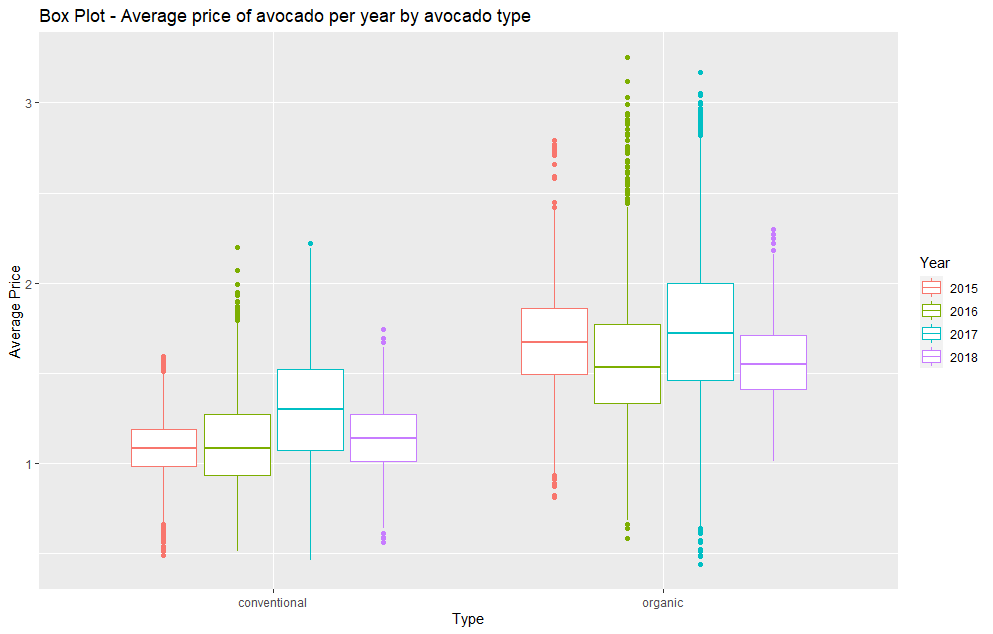 Box Plot - Average price of avocado per year by avocado type
Average Price
3
2
1
conventional
organic
Type
Year
2015
2016
2017
2018